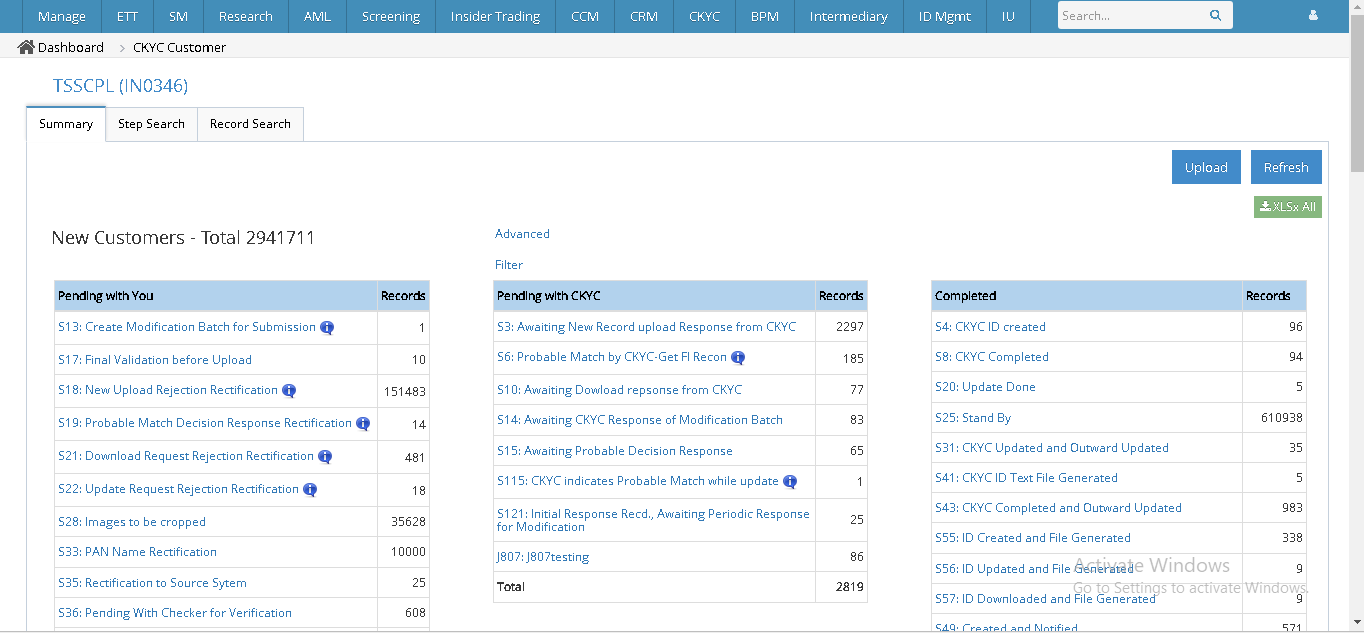 Manage ETT SM Research AML Screening Insider Trading CCM CRM CKYC BPM Intermediary ID Mgmt IU Search...
Dashboard > CKYC Customer
TSSCPL (IN0346)
Summary Step Search Record Search
Upload Refresh
XLSx All
New Customers - Total 2941711
Advanced
Filter
Pending with You Records
S13: Create Modification Batch for Submission 1
S17: Final Validation before Upload 10
S18: New Upload Rejection Rectification 151483
S19: Probable Match Decision Response Rectification 14
S21: Download Request Rejection Rectification 481
S22: Update Request Rejection Rectification 18
S28: Images to be cropped 35628
S33: PAN Name Rectification 10000
S35: Rectification to Source Sytem 25
S36: Pending With Checker for Verification 608
Pending with CKYC Records
S3: Awaiting New Record upload Response from CKYC 2297
S6: Probable Match by CKYC-Get FI Recon 185
S10: Awaiting Dowload repsonse from CKYC 77
S14: Awaiting CKYC Response of Modification Batch 83
S15: Awaiting Probable Decision Response 65
S115: CKYC indicates Probable Match while update 1
S121: Initial Response Recd., Awaiting Periodic Response
for Modification 25
J807: J807testing 86
Total 2819
Completed Records
S4: CKYC ID created 96
S8: CKYC Completed 94
S20: Update Done 5
S25: Stand By 610938
S31: CKYC Updated and Outward Updated 35
S41: CKYC ID Text File Generated 5
S43: CKYC Completed and Outward Updated 983
S55: ID Created and File Generated 338
S56: ID Updated and File Generated 9
S57: ID Downloaded and File Generated 9
S49: Created and Notified 571
Activate Windows
Go to Settings to activate Windows.